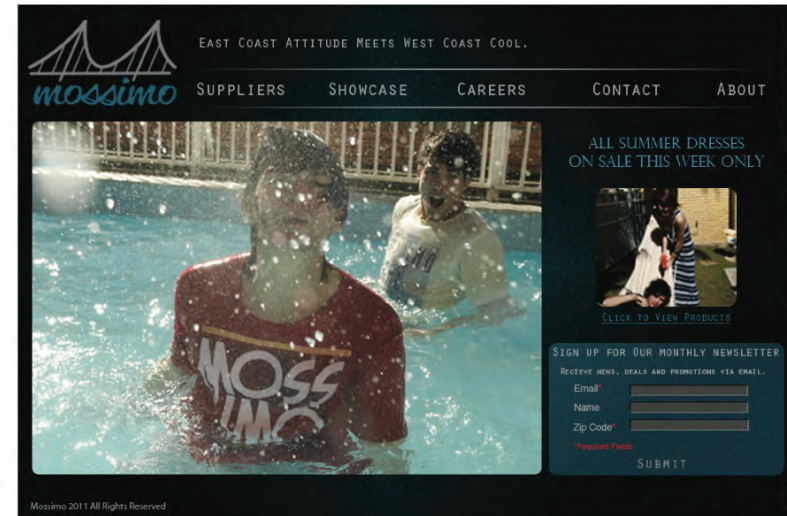 East Coast Attitude Meets West Coast Cool.
mossimo
Suppliers Showcase Careers Contact About
ALL SUMMER DRESSES
ON SALE THIS WEEK ONLY
MOSS
IMO
Click to View Products
Sign up for Our monthly newsletter
Recieve news, deals and promotions via email.
Email*
Name
Zip Code*
*Required Fields
Submit
Mossimo 2011 All Rights Reserved